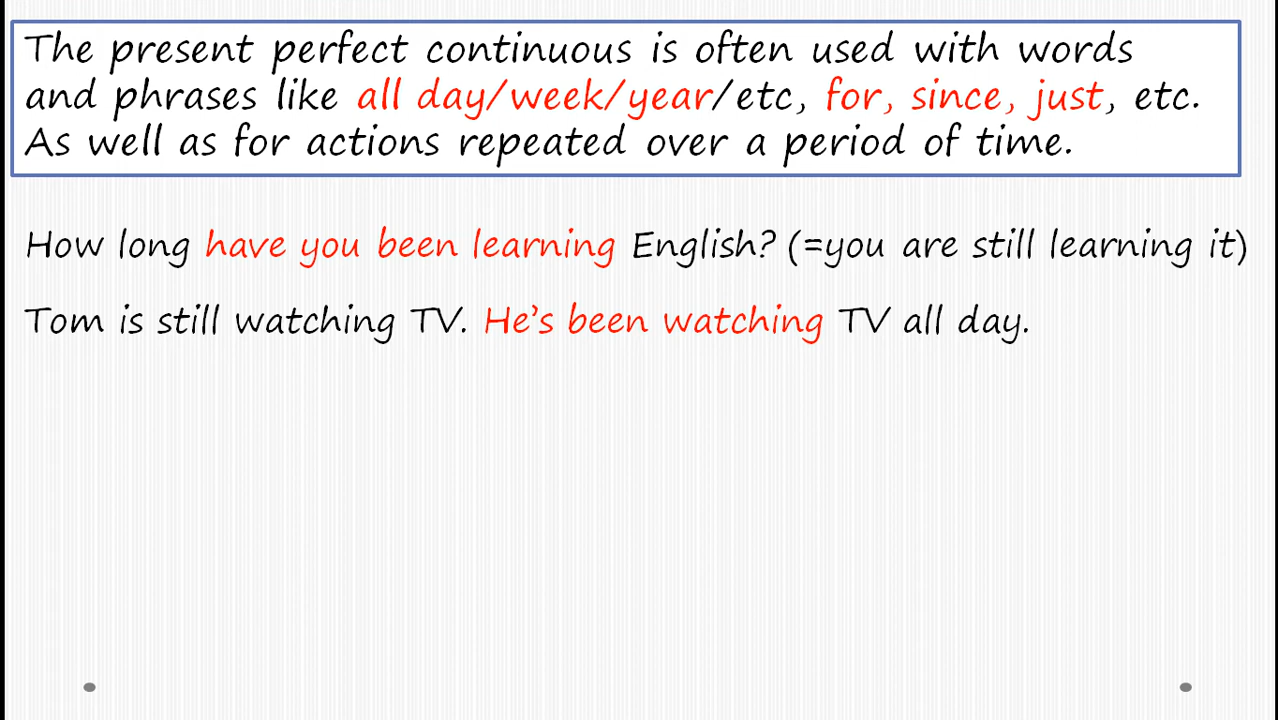 The present perfect continuous is often used with words
and phrases like all day/week/year/etc, for, since, just, etc.
As well as for actions repeated over a period of time.
How long have you been learning English? (=you are still learning it)
Tom is still watching TV. He’s been watching TV all day.